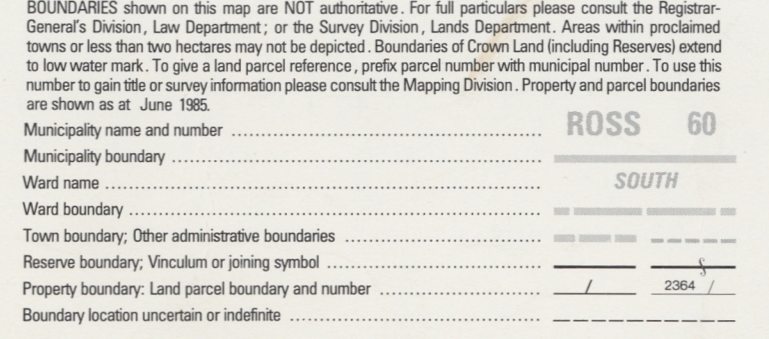 BOUNDARIES shown on this map are NOT authoritative. For full particulars please consult the Registrar-
General's Division, Law Department; or the Survey Division, Lands Department. Areas within proclaimed
towns or less than two hectares may not be depicted. Boundaries of Crown Land (including Reserves) extend
to low water mark. To give a land parcel reference, prefix parcel number with municipal number. To use this
number to gain title or survey information please consult the Mapping Division. Property and parcel boundaries
are shown as at June 1985.
Municipality name and number ROSS 60
Municipality boundary
Ward name SOUTH
Ward boundary
Town boundary; Other administrative boundaries
Reserve boundary; Vinculum or joining symbol
Property boundary: Land parcel boundary and number 2364
Boundary location uncertain or indefinite